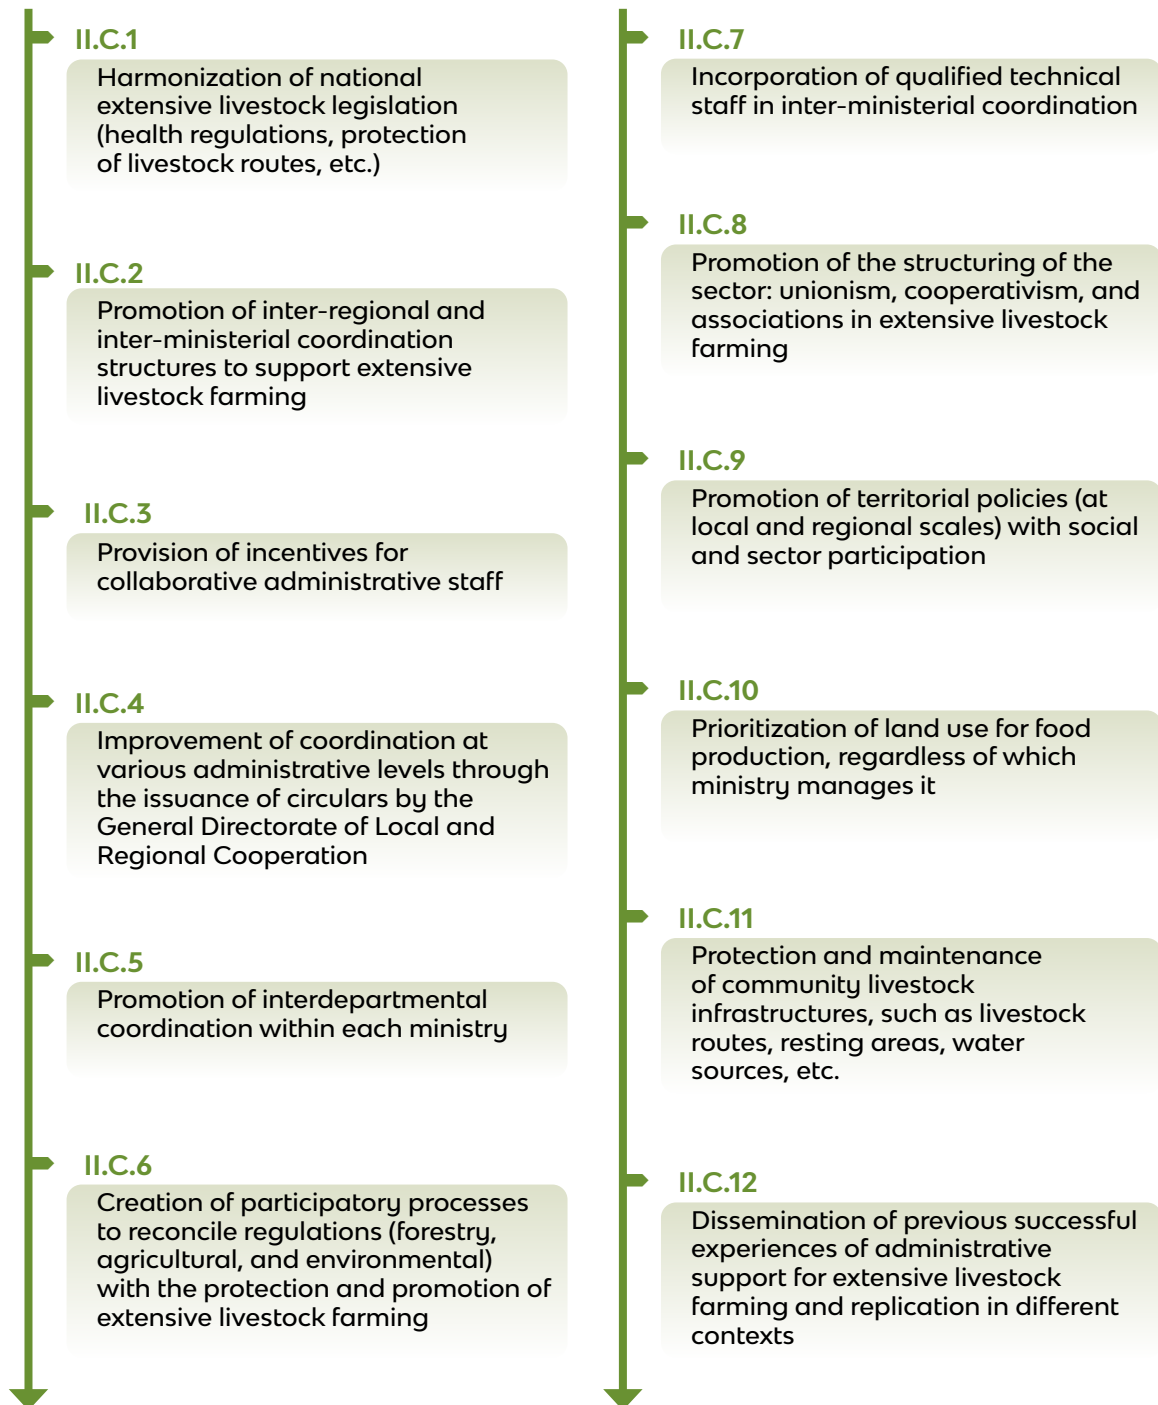 II.C.1
Harmonization of national
extensive livestock legislation
(health regulations, protection
of livestock routes, etc.)
II.C.2
Promotion of inter-regional and
inter-ministerial coordination
structures to support extensive
livestock farming
II.C.3
Provision of incentives for
collaborative administrative staff
II.C.4
Improvement of coordination at
various administrative levels through
the issuance of circulars by the
General Directorate of Local and
Regional Cooperation
II.C.5
Promotion of interdepartmental
coordination within each ministry
II.C.6
Creation of participatory processes
to reconcile regulations (forestry,
agricultural, and environmental)
with the protection and promotion of
extensive livestock farming
II.C.7
Incorporation of qualified technical
staff in inter-ministerial coordination
II.C.8
Promotion of the structuring of the
sector: unionism, cooperativism, and
associations in extensive livestock
farming
II.C.9
Promotion of territorial policies (at
local and regional scales) with social
and sector participation
II.C.10
Prioritization of land use for food
production, regardless of which
ministry manages it
II.C.11
Protection and maintenance
of community livestock
infrastructures, such as livestock
routes, resting areas, water
sources, etc.
II.C.12
Dissemination of previous successful
experiences of administrative
support for extensive livestock
farming and replication in different
contexts